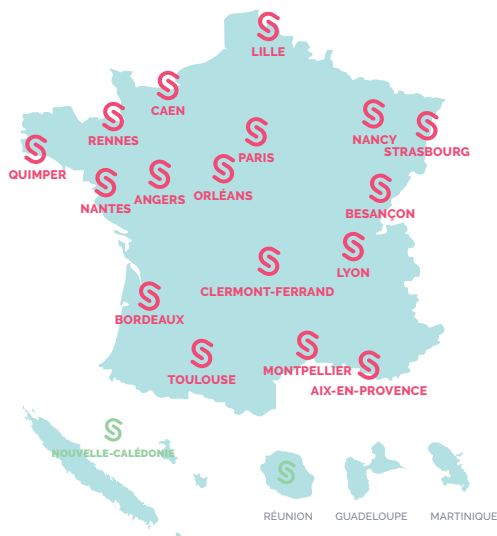 LILLE
CAEN
RENNES
PARIS
NANCY
STRASBOURG
QUIMPER
NANTES
ANGERS
ORLÉANS
BESANÇON
LYON
CLERMONT-FERRAND
BORDEAUX
TOULOUSE
MONTPELLIER
AIX-EN-PROVENCE
NOUVELLE-CALÉDONIE
RÉUNION
GUADELOUPE
MARTINIQUE